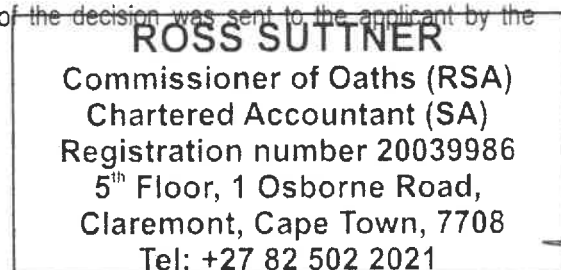 of the decision was sent to the applicant by the
ROSS SUTTNER
Commissioner of Oaths (RSA)
Chartered Accountant (SA)
Registration number 20039986
5th Floor, 1 Osborne Road,
Claremont, Cape Town, 7708
Tel: +27 82 502 2021